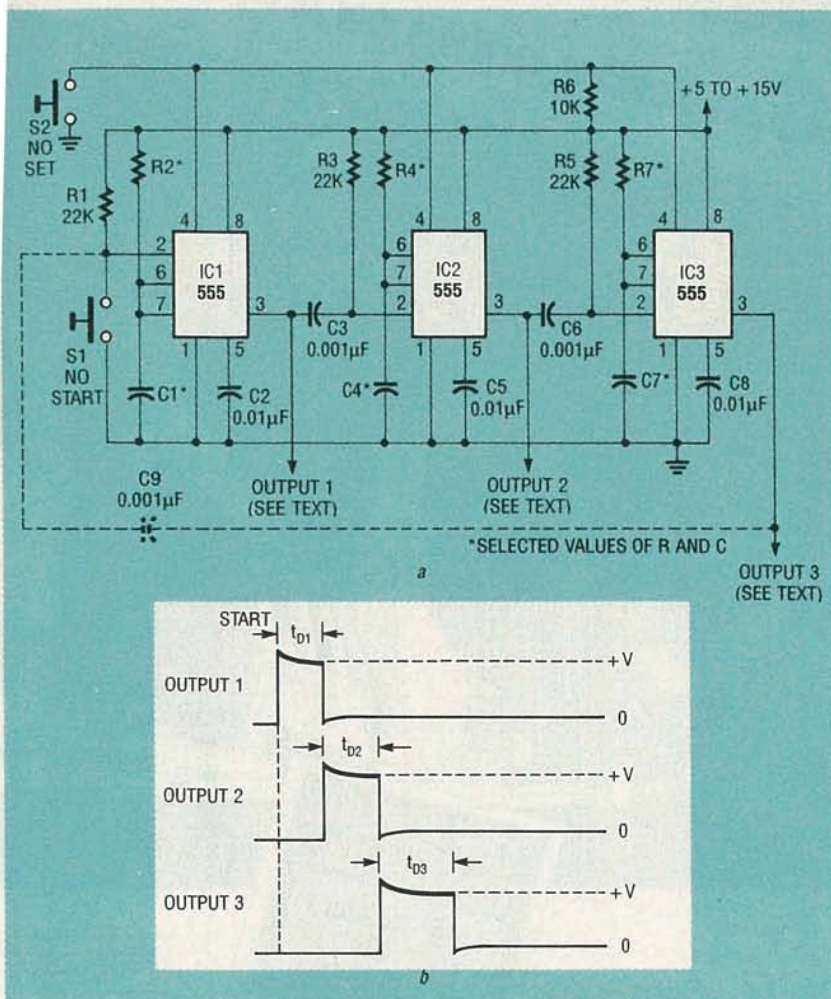 R6
10K
+5 TO +15V
S2
NO
SET
R1
22K
R2*
R3
22K
R4*
R5
22K
R7*
4
8
4
8
4
8
2
6
7
IC1
555
3
1
5
6
7
2
IC2
555
3
1
5
6
7
2
IC3
555
3
1
5
S1
NO
START
C1*
C2
0.01µF
C3
0.001µF
C4*
C5
0.01µF
C6
0.001µF
C7*
C8
0.01µF
C9
0.001µF
OUTPUT 1
(SEE TEXT)
OUTPUT 2
(SEE TEXT)
*SELECTED VALUES OF R AND C
OUTPUT 3
(SEE TEXT)
a
START
tD1
OUTPUT 1
+V
0
tD2
OUTPUT 2
+V
0
tD3
OUTPUT 3
+V
0
b